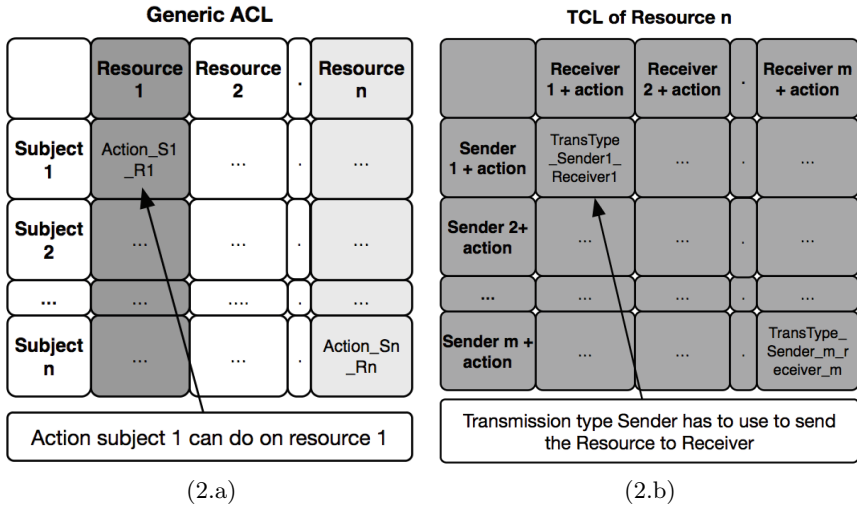 Generic ACL
Resource 1
Resource 2
.
Resource n
Subject 1
Action_S1
_R1
...
.
...
Subject 2
...
...
.
...
...
...
....
.
...
Subject n
...
...
.
Action_Sn
_Rn
Action subject 1 can do on resource 1
(2.a)
TCL of Resource n
Receiver 1 + action
Receiver 2 + action
.
Receiver m + action
Sender 1 + action
TransType
_Sender1_
Receiver1
...
.
...
Sender 2+ action
...
...
.
...
...
...
...
.
...
Sender m + action
...
...
.
TransType_
Sender_m_r
eceiver_m
Transmission type Sender has to use to send
the Resource to Receiver
(2.b)